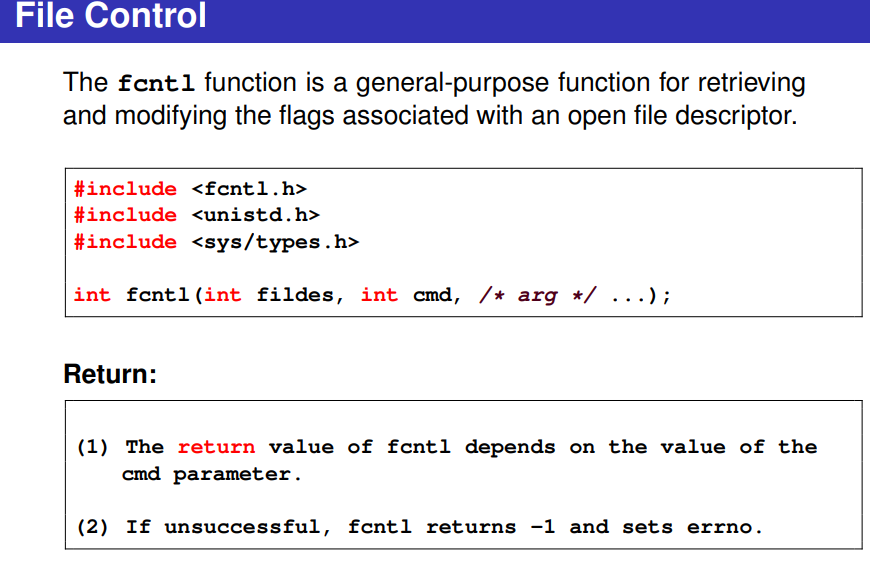 File Control
The fcntl function is a general-purpose function for retrieving
and modifying the flags associated with an open file descriptor.
#include <fcntl.h>
#include <unistd.h>
#include <sys/types.h>
int fcntl(int fildes, int cmd, /* arg */ ...);
Return:
(1) The return value of fcntl depends on the value of the
cmd parameter.
(2) If unsuccessful, fcntl returns -1 and sets errno.